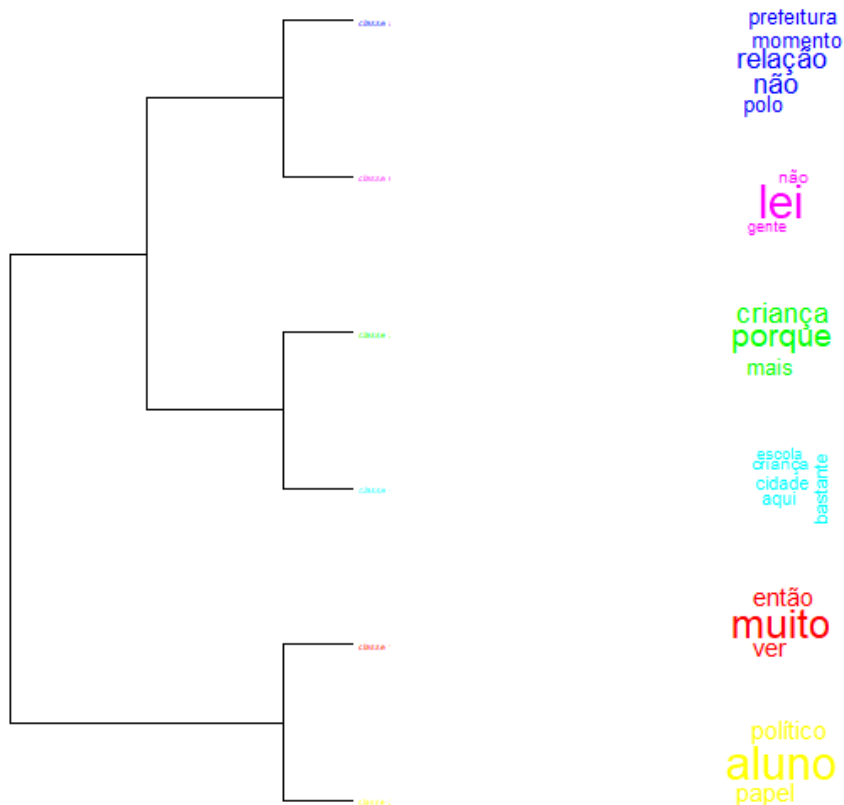 prefeitura
momento
relação
não
polo
não
lei
gente
criança
porque
mais
escola
criança
cidade
aqui
bastante
então
muito
ver
político
aluno
papel